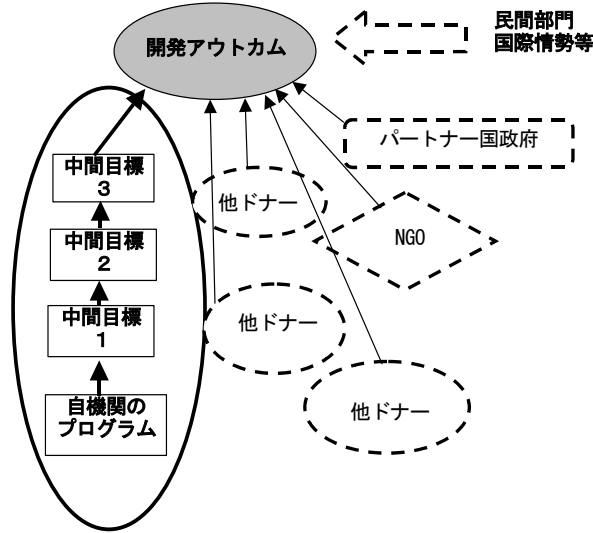 民間部門
国際情勢等
開発アウトカム
パートナー国政府
中間目標
３
他ドナー
NGO
中間目標
２
中間目標
１
他ドナー
自機関の
プログラム
他ドナー